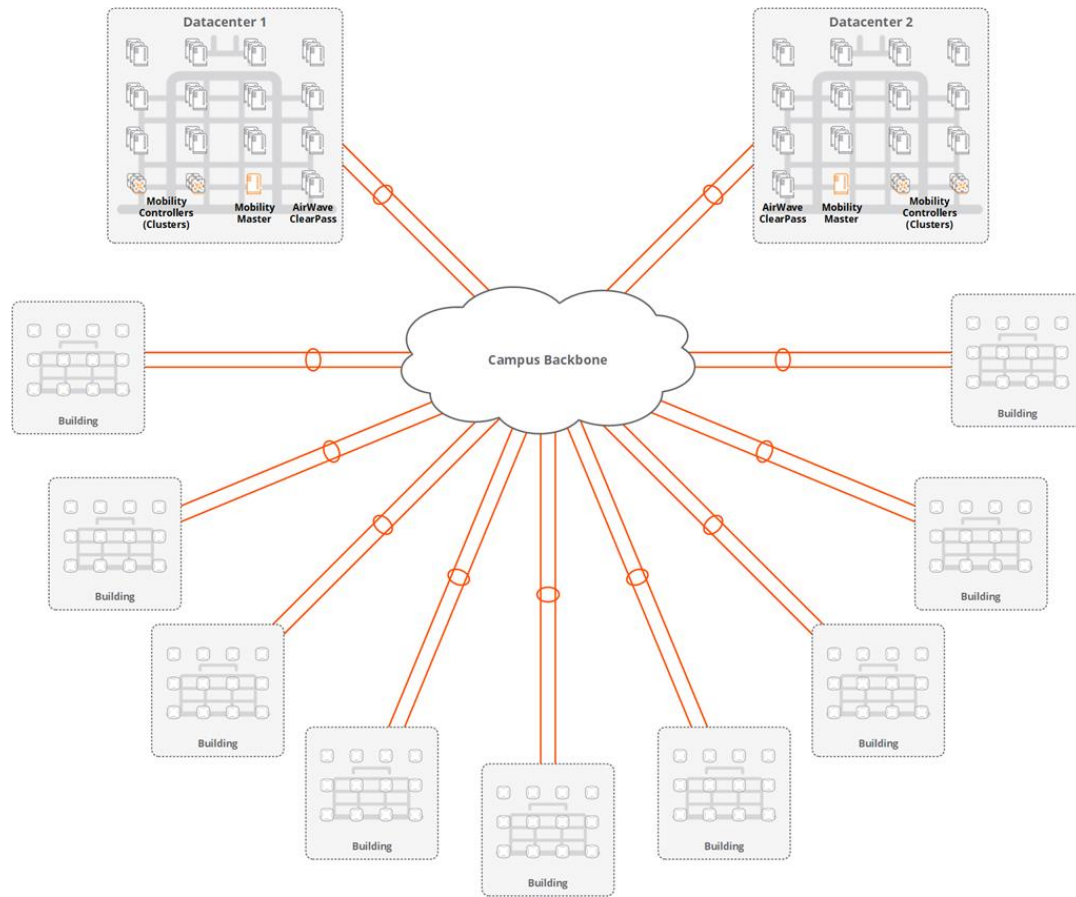 Datacenter 1
Datacenter 2
Mobility
Controllers
(Clusters)
Mobility
Master
AirWave
ClearPass
AirWave
ClearPass
Mobility
Master
Mobility
Controllers
(Clusters)
Campus Backbone
Building
Building
Building
Building
Building
Building
Building
Building
Building